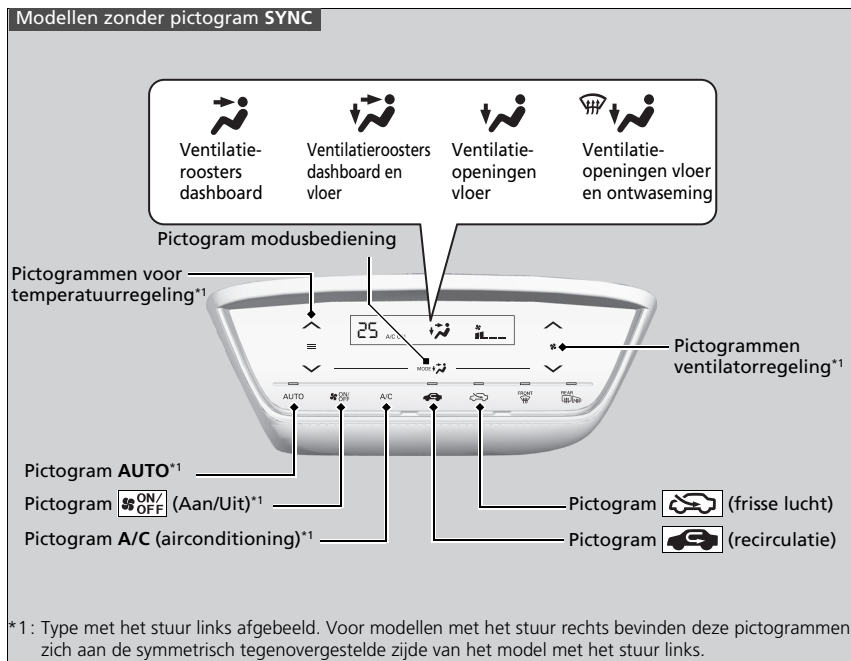 Modellen zonder pictogram SYNC
Ventilatie-
roosters
dashboard
Ventilatieroosters
dashboard en
vloer
Ventilatie-
openingen
vloer
Ventilatie-
openingen vloer
en ontwaseming
Pictogram modusbediening
Pictogrammen voor
temperatuurregeling*1
25 A/C
MODE
Pictogrammen
ventilatorregeling*1
AUTO
ON/
OFF
A/C
FRONT
REAR
Pictogram AUTO*1
Pictogram ON/OFF (Aan/Uit)*1
Pictogram (frisse lucht)
Pictogram A/C (airconditioning)*1
Pictogram (recirculatie)
*1: Type met het stuur links afgebeeld. Voor modellen met het stuur rechts bevinden deze pictogrammen
zich aan de symmetrisch tegenovergestelde zijde van het model met het stuur links.